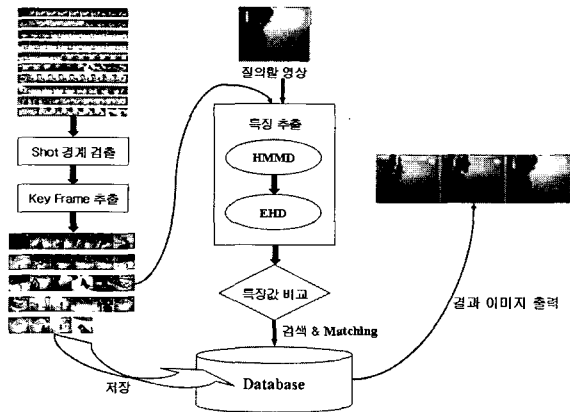 질의할 영상
특징 추출
HMMD
EHD
Shot 경계 검출
Key Frame 추출
특징값 비교
검색 & Matching
Database
저장
결과 이미지 출력